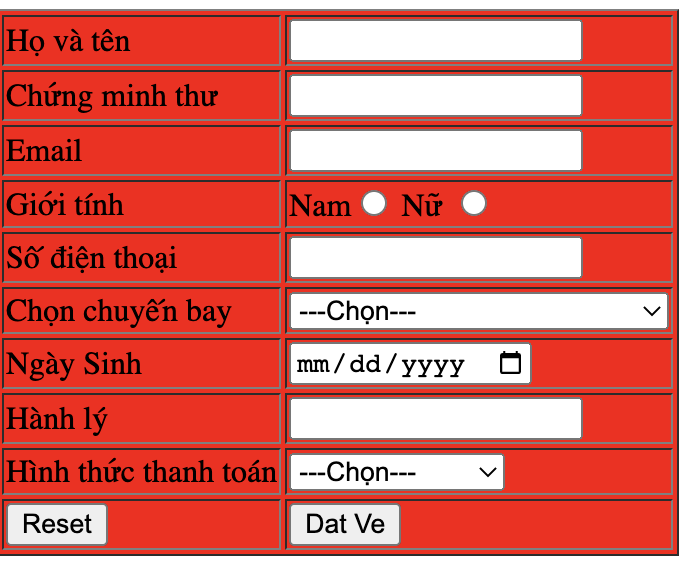 Họ và tên
Chứng minh thư
Email
Giới tính Nam Nữ
Số điện thoại
Chọn chuyến bay ---Chọn---
Ngày Sinh mm/dd/yyyy
Hành lý
Hình thức thanh toán ---Chọn---
Reset Dat Ve